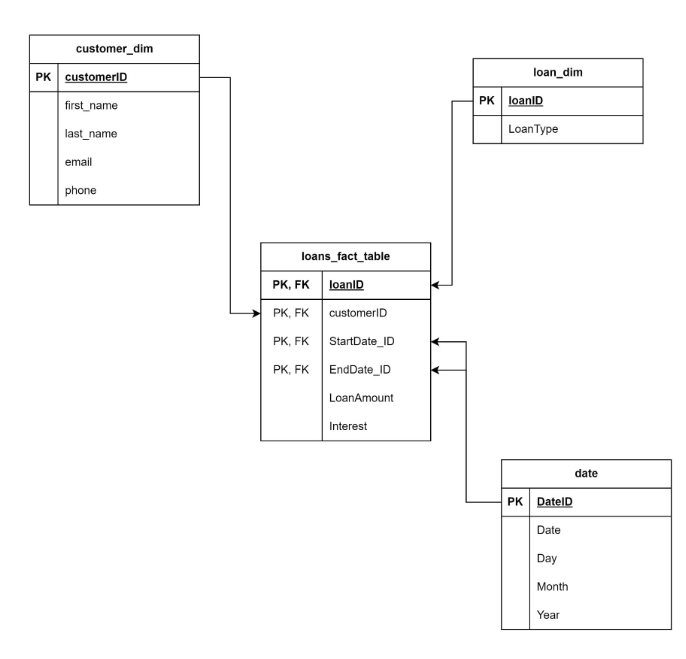 customer_dim
PK customerID
first_name
last_name
email
phone
loan_dim
PK loanID
LoanType
loans_fact_table
PK, FK loanID
PK, FK customerID
PK, FK StartDate_ID
PK, FK EndDate_ID
LoanAmount
Interest
date
PK DateID
Date
Day
Month
Year